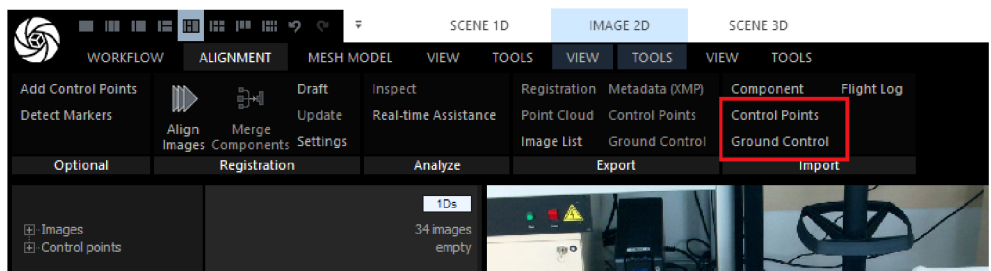 SCENE 1D IMAGE 2D SCENE 3D
WORKFLOW ALIGNMENT MESH MODEL VIEW TOOLS VIEW TOOLS VIEW TOOLS
Add Control Points Draft Inspect Registration Metadata (XMP) Component Flight Log
Detect Markers Update Real-time Assistance Point Cloud Control Points Control Points
Align Images Merge Components Settings Image List Ground Control Ground Control
Optional Registration Analyze Export Import
1Ds
Images 34 images
Control points empty